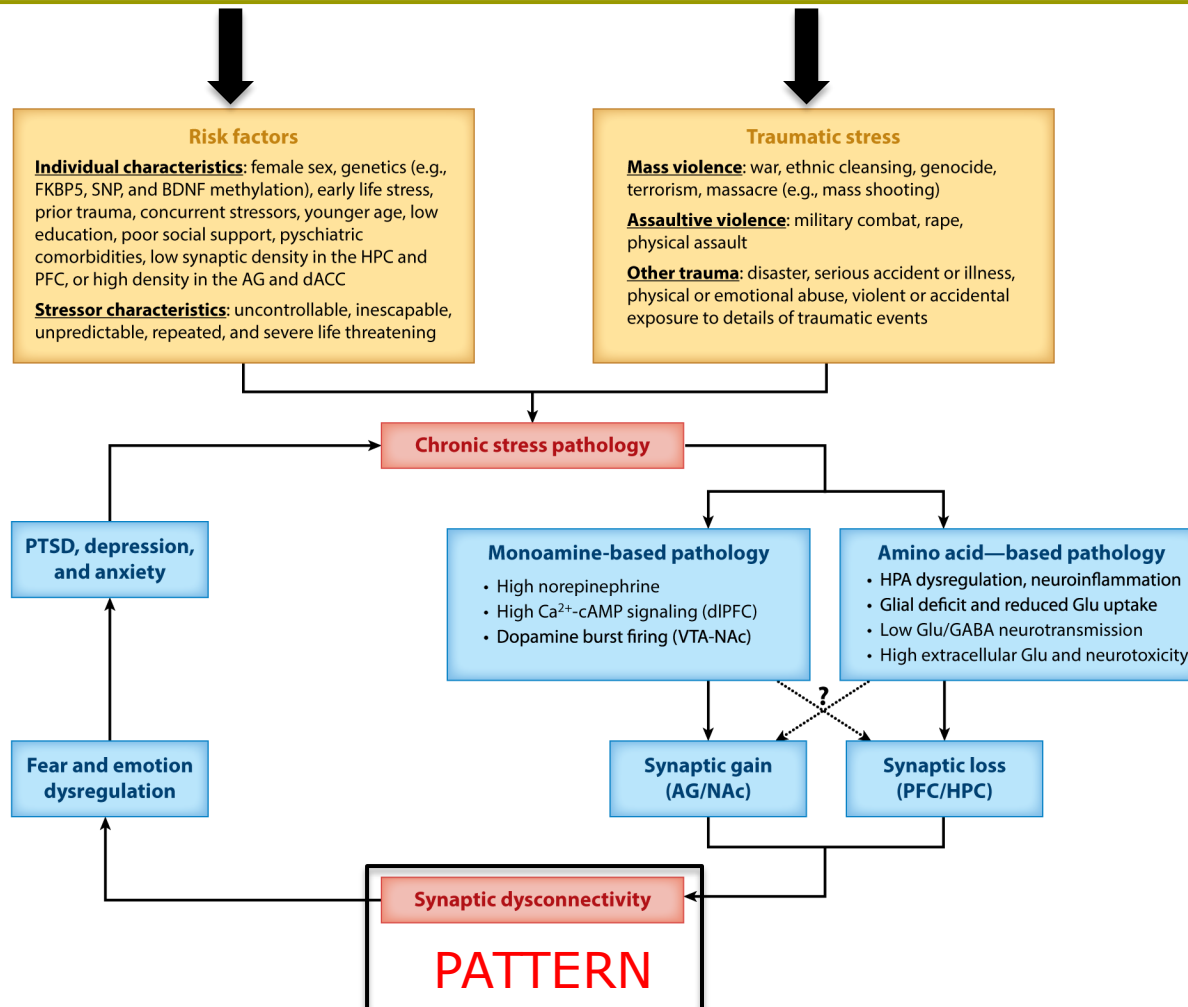 Risk factors
Individual characteristics: female sex, genetics (e.g.,
FKBP5, SNP, and BDNF methylation), early life stress,
prior trauma, concurrent stressors, younger age, low
education, poor social support, pyschiatric
comorbidities, low synaptic density in the HPC and
PFC, or high density in the AG and dACC
Stressor characteristics: uncontrollable, inescapable,
unpredictable, repeated, and severe life threatening
Traumatic stress
Mass violence: war, ethnic cleansing, genocide,
terrorism, massacre (e.g., mass shooting)
Assaultive violence: military combat, rape,
physical assault
Other trauma: disaster, serious accident or illness,
physical or emotional abuse, violent or accidental
exposure to details of traumatic events
Chronic stress pathology
PTSD, depression,
and anxiety
Monoamine-based pathology
• High norepinephrine
• High Ca²⁺-cAMP signaling (dlPFC)
• Dopamine burst firing (VTA-NAc)
Amino acid—based pathology
• HPA dysregulation, neuroinflammation
• Glial deficit and reduced Glu uptake
• Low Glu/GABA neurotransmission
• High extracellular Glu and neurotoxicity
?
Fear and emotion
dysregulation
Synaptic gain
(AG/NAc)
Synaptic loss
(PFC/HPC)
Synaptic dysconnectivity
PATTERN